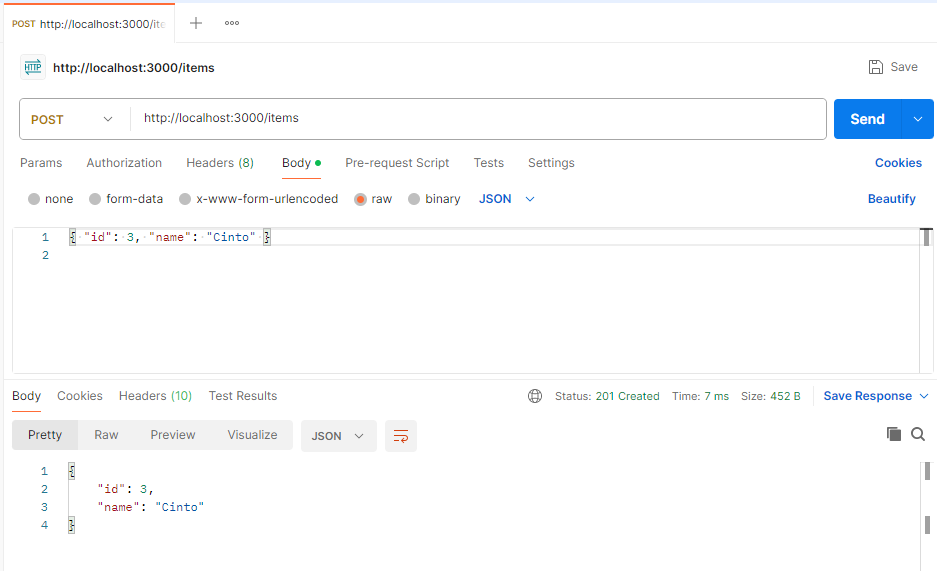 POST http://localhost:3000/ite
HTTP http://localhost:3000/items Save
POST http://localhost:3000/items Send
Params Authorization Headers (8) Body Pre-request Script Tests Settings Cookies
none form-data x-www-form-urlencoded raw binary JSON Beautify
1 { "id": 3, "name": "Cinto" }
2
Body Cookies Headers (10) Test Results Status: 201 Created Time: 7 ms Size: 452 B Save Response
Pretty Raw Preview Visualize JSON
1 {
2 "id": 3,
3 "name": "Cinto"
4 }